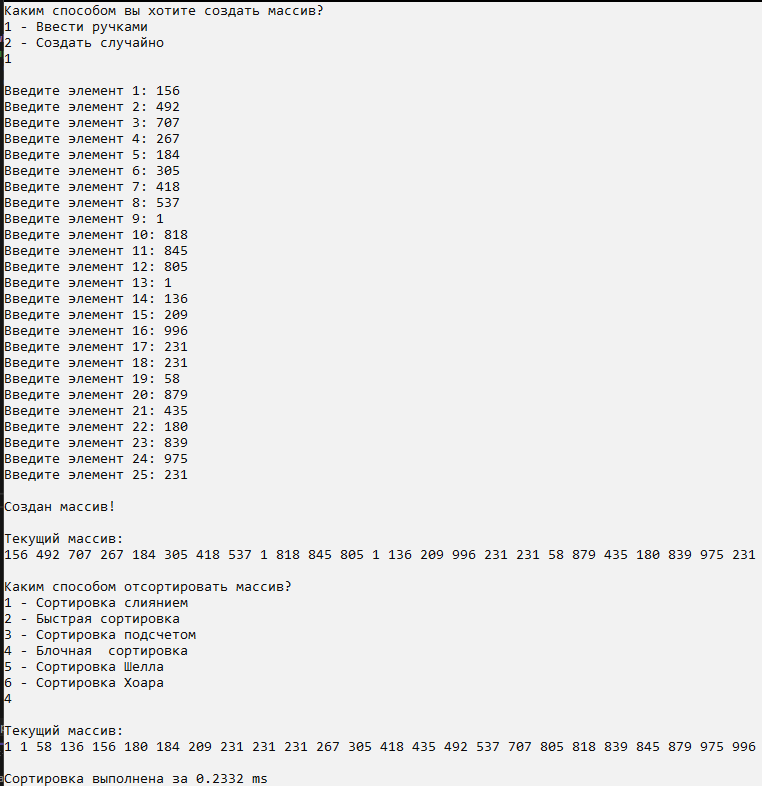 Каким способом вы хотите создать массив?
1 - Ввести ручками
2 - Создать случайно
1
Введите элемент 1: 156
Введите элемент 2: 492
Введите элемент 3: 707
Введите элемент 4: 267
Введите элемент 5: 184
Введите элемент 6: 305
Введите элемент 7: 418
Введите элемент 8: 537
Введите элемент 9: 1
Введите элемент 10: 818
Введите элемент 11: 845
Введите элемент 12: 805
Введите элемент 13: 1
Введите элемент 14: 136
Введите элемент 15: 209
Введите элемент 16: 996
Введите элемент 17: 231
Введите элемент 18: 231
Введите элемент 19: 58
Введите элемент 20: 879
Введите элемент 21: 435
Введите элемент 22: 180
Введите элемент 23: 839
Введите элемент 24: 975
Введите элемент 25: 231
Создан массив!
Текущий массив:
156 492 707 267 184 305 418 537 1 818 845 805 1 136 209 996 231 231 58 879 435 180 839 975 231
Каким способом отсортировать массив?
1 - Сортировка слиянием
2 - Быстрая сортировка
3 - Сортировка подсчетом
4 - Блочная  сортировка
5 - Сортировка Шелла
6 - Сортировка Хоара
4
Текущий массив:
1 1 58 136 156 180 184 209 231 231 231 267 305 418 435 492 537 707 805 818 839 845 879 975 996
Сортировка выполнена за 0.2332 ms